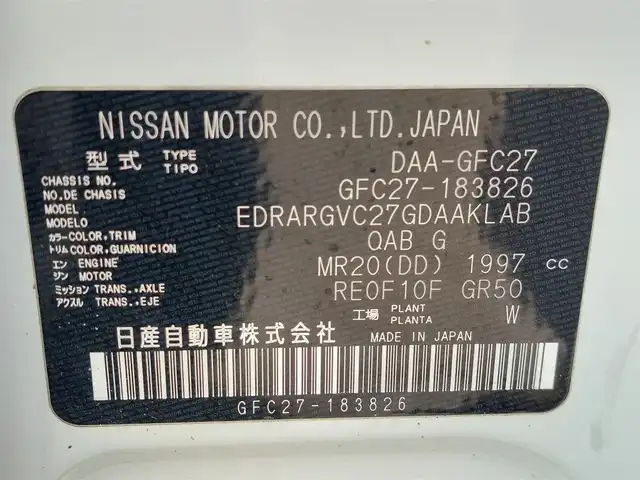 NISSAN MOTOR CO.,LTD.JAPAN
型式 TYPE TIPO DAA-GFC27
CHASSIS NO.
NO.DE CHASIS GFC27-183826
MODEL
MODELO EDRARGVC27GDAAKLAB
カラー COLOR,TRIM
トリム COLOR,GUARNICION QAB G
エン ENGINE
ジン MOTOR MR20(DD) 1997 cc
ミッション TRANS.,AXLE
アクスル TRANS.,EJE RE0F10F GR50
工場 PLANT PLANTA W
日産自動車株式会社 MADE IN JAPAN
GFC27-183826